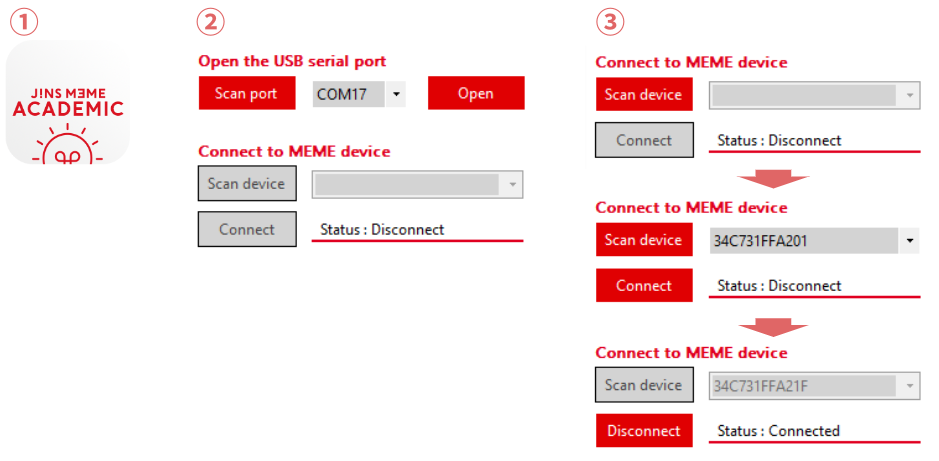 ①
JINS MEME
ACADEMIC
②
Open the USB serial port
Scan port COM17 Open
Connect to MEME device
Scan device
Connect Status : Disconnect
③
Connect to MEME device
Scan device
Connect Status : Disconnect
Connect to MEME device
Scan device 34C731FFA201
Connect Status : Disconnect
Connect to MEME device
Scan device 34C731FFA21F
Disconnect Status : Connected